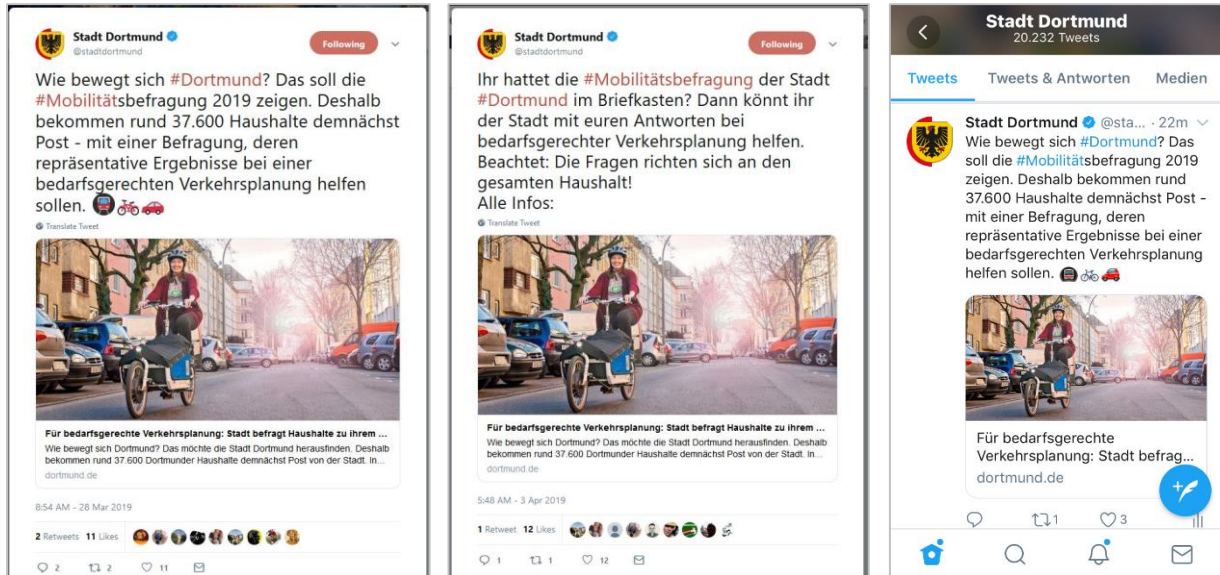 Stadt Dortmund
@stadtdortmund
Following
Wie bewegt sich #Dortmund? Das soll die
#Mobilitätsbefragung 2019 zeigen. Deshalb
bekommen rund 37.600 Haushalte demnächst
Post - mit einer Befragung, deren
repräsentative Ergebnisse bei einer
bedarfsgerechten Verkehrsplanung helfen
sollen.
Translate Tweet
Für bedarfsgerechte Verkehrsplanung: Stadt befragt Haushalte zu ihrem ...
Wie bewegt sich Dortmund? Das möchte die Stadt Dortmund herausfinden. Deshalb
bekommen rund 37.600 Dortmunder Haushalte demnächst Post von der Stadt. In...
dortmund.de
8:54 AM - 28 Mar 2019
2 Retweets 11 Likes
2 2 11
Stadt Dortmund
@stadtdortmund
Following
Ihr hattet die #Mobilitätsbefragung der Stadt
#Dortmund im Briefkasten? Dann könnt ihr
der Stadt mit euren Antworten bei
bedarfsgerechter Verkehrsplanung helfen.
Beachtet: Die Fragen richten sich an den
gesamten Haushalt!
Alle Infos:
Translate Tweet
Für bedarfsgerechte Verkehrsplanung: Stadt befragt Haushalte zu ihrem ...
Wie bewegt sich Dortmund? Das möchte die Stadt Dortmund herausfinden. Deshalb
bekommen rund 37.600 Dortmunder Haushalte demnächst Post von der Stadt. In...
dortmund.de
5:48 AM - 3 Apr 2019
1 Retweet 12 Likes
1 1 12
Stadt Dortmund
20.232 Tweets
Tweets Tweets & Antworten Medien
Stadt Dortmund @sta... · 22m
Wie bewegt sich #Dortmund? Das
soll die #Mobilitätsbefragung 2019
zeigen. Deshalb bekommen rund
37.600 Haushalte demnächst Post -
mit einer Befragung, deren
repräsentative Ergebnisse bei einer
bedarfsgerechten Verkehrsplanung
helfen sollen.
Für bedarfsgerechte
Verkehrsplanung: Stadt befrag...
dortmund.de
1 3